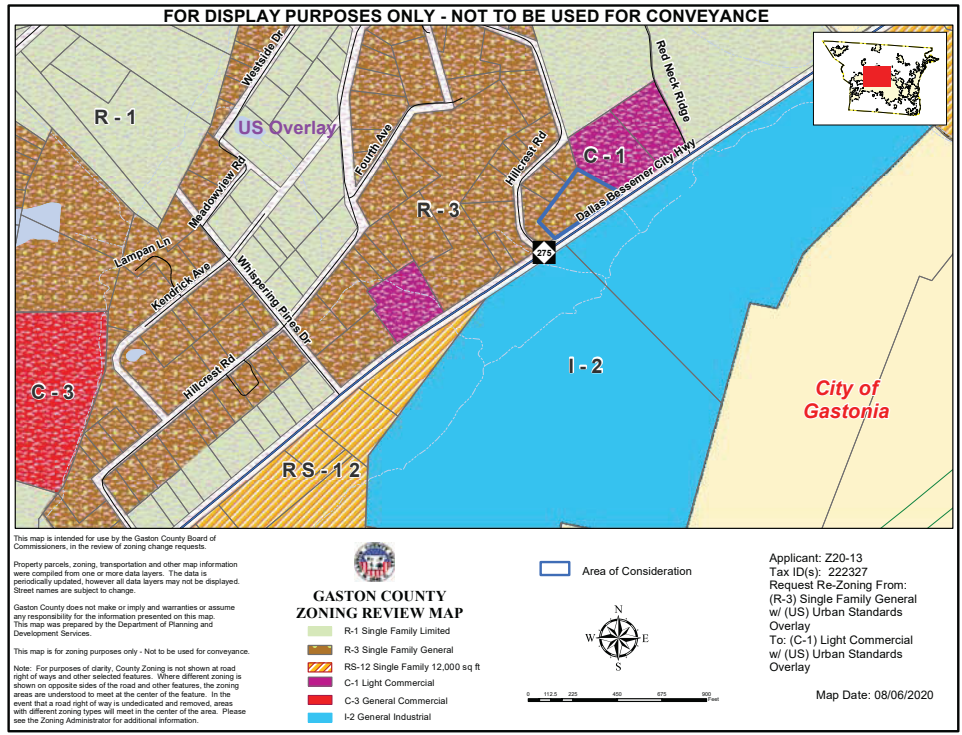 FOR DISPLAY PURPOSES ONLY - NOT TO BE USED FOR CONVEYANCE
Westside Dr
Red Neck Ridge
R - 1
US Overlay
Fourth Ave
Hillcrest Rd
C - 1
Meadowview Rd
Dallas Bessemer City Hwy
R - 3
Lampan Ln
275
Kendrick Ave
Whispering Pines Dr
I - 2
Hillcrest Rd
C - 3
City of
Gastonia
RS - 12
This map is intended for use by the Gaston County Board of
Commissioners, in the review of zoning change requests.
Property parcels, zoning, transportation and other map information
were compiled from one or more data layers. The data is
periodically updated, however all data layers may not be displayed.
Street names are subject to change.
Gaston County does not make or imply and warranties or assume
any responsibility for the information presented on this map.
This map was prepared by the Department of Planning and
Development Services.
This map is for zoning purposes only - Not to be used for conveyance.
Note: For purposes of clarity, County Zoning is not shown at road
right of ways and other selected features. Where different zoning is
shown on opposite sides of the road and other features, the zoning
areas are understood to meet at the center of the feature. In the
event that a road right of way is undedicated and removed, areas
with different zoning types will meet in the center of the area. Please
see the Zoning Administrator for additional information.
GASTON COUNTY
ZONING REVIEW MAP
R-1 Single Family Limited
R-3 Single Family General
RS-12 Single Family 12,000 sq ft
C-1 Light Commercial
C-3 General Commercial
I-2 General Industrial
Area of Consideration
N
W E
S
0 112.5 225 450 675 900
Feet
Applicant: Z20-13
Tax ID(s): 222327
Request Re-Zoning From:
(R-3) Single Family General
w/ (US) Urban Standards
Overlay
To: (C-1) Light Commercial
w/ (US) Urban Standards
Overlay
Map Date: 08/06/2020